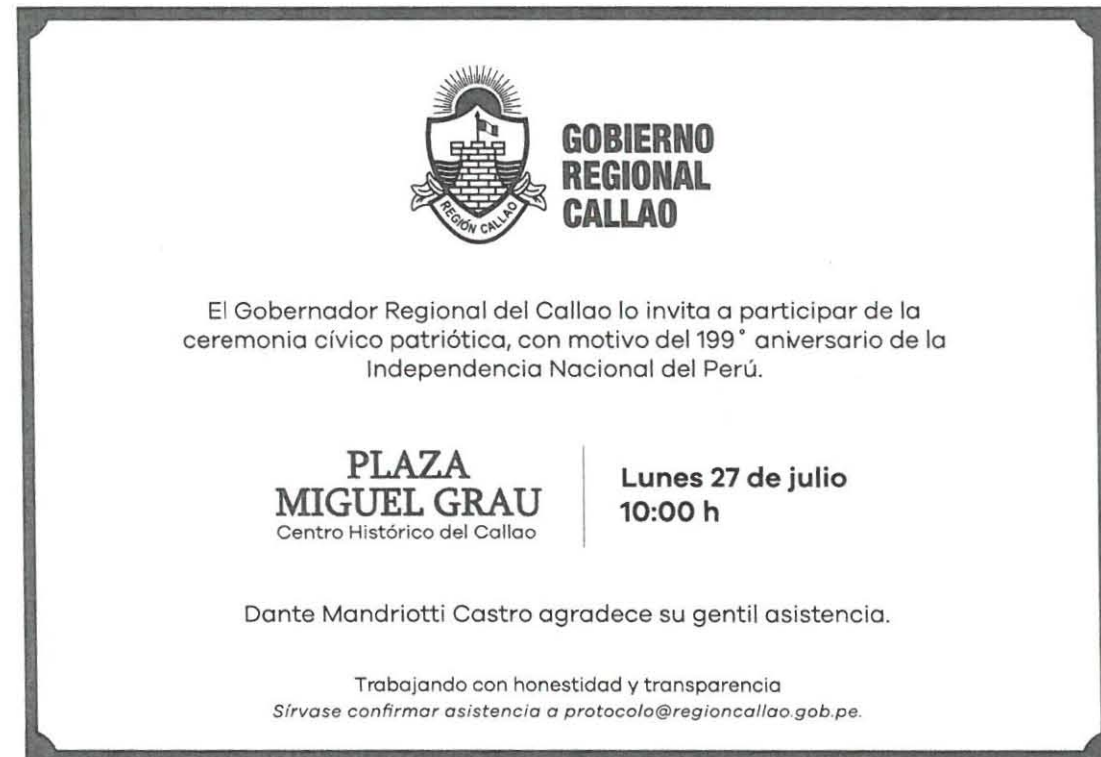 GOBIERNO
REGIONAL
CALLAO
REGIÓN CALLAO
El Gobernador Regional del Callao lo invita a participar de la
ceremonia cívico patriótica, con motivo del 199° aniversario de la
Independencia Nacional del Perú.
PLAZA
MIGUEL GRAU
Centro Histórico del Callao
Lunes 27 de julio
10:00 h
Dante Mandriotti Castro agradece su gentil asistencia.
Trabajando con honestidad y transparencia
Sírvase confirmar asistencia a protocolo@regioncallao.gob.pe.